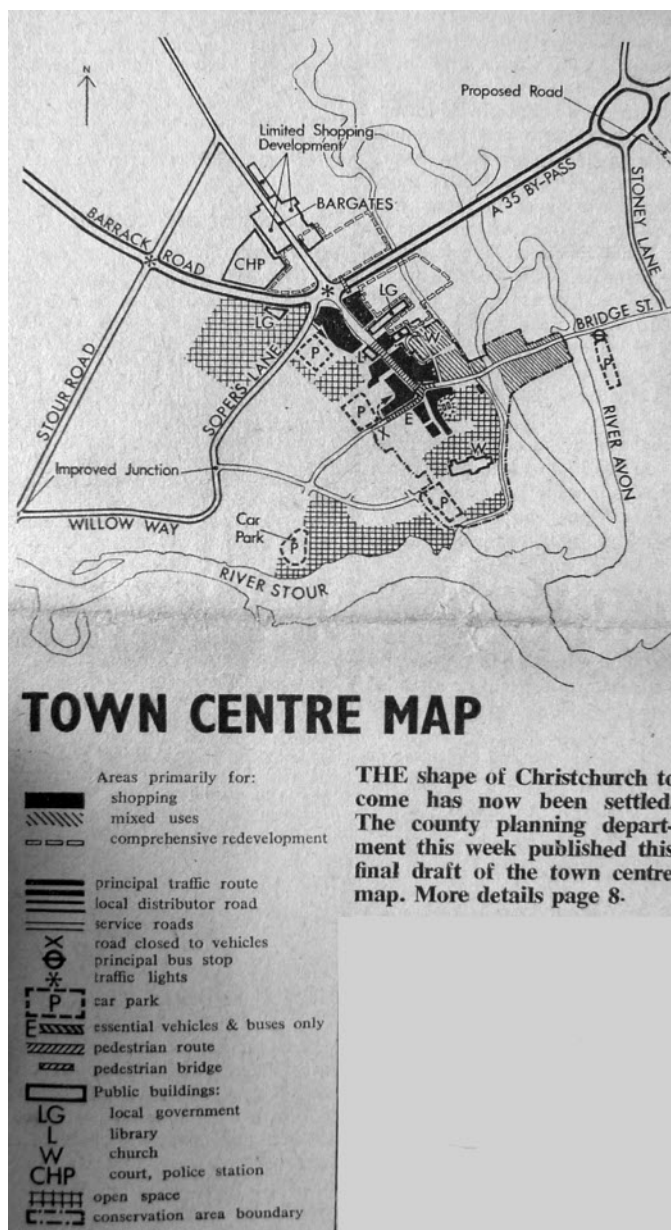 N
Proposed Road
Limited Shopping
Development
BARGATES
A 35 BY-PASS
STONEY LANE
BARRACK ROAD
CHP
LG
LG
W
L
BRIDGE ST.
STOUR ROAD
SOPERS LANE
P
P
E
X
W
RIVER AVON
Improved Junction
P
WILLOW WAY
Car
Park
P
RIVER STOUR
TOWN CENTRE MAP
Areas primarily for:
shopping
mixed uses
comprehensive redevelopment
principal traffic route
local distributor road
service roads
X road closed to vehicles
principal bus stop
traffic lights
P car park
E essential vehicles & buses only
pedestrian route
pedestrian bridge
Public buildings:
LG local government
L library
W church
CHP court, police station
open space
conservation area boundary
THE shape of Christchurch to
come has now been settled.
The county planning depart-
ment this week published this
final draft of the town centre
map. More details page 8.